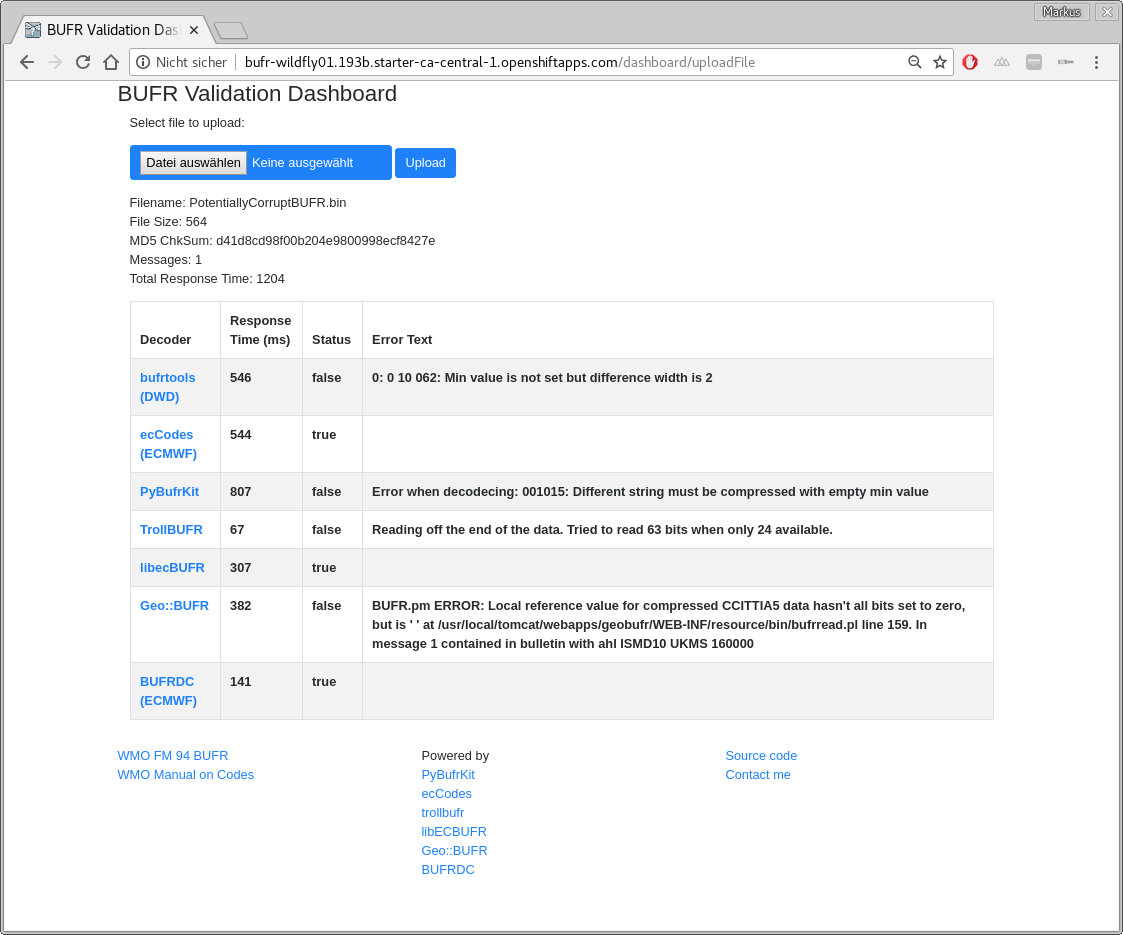 Markus
BUFR Validation Das
Nicht sicher bufr-wildfly01.193b.starter-ca-central-1.openshiftapps.com/dashboard/uploadFile
BUFR Validation Dashboard
Select file to upload:
Datei auswählen Keine ausgewählt Upload
Filename: PotentiallyCorruptBUFR.bin
File Size: 564
MD5 ChkSum: d41d8cd98f00b204e9800998ecf8427e
Messages: 1
Total Response Time: 1204
Response
Decoder Time (ms) Status Error Text
bufrtools 546 false 0: 0 10 062: Min value is not set but difference width is 2
(DWD)
ecCodes 544 true
(ECMWF)
PyBufrKit 807 false Error when decodecing: 001015: Different string must be compressed with empty min value
TrollBUFR 67 false Reading off the end of the data. Tried to read 63 bits when only 24 available.
libecBUFR 307 true
Geo::BUFR 382 false BUFR.pm ERROR: Local reference value for compressed CCITTIA5 data hasn't all bits set to zero,
but is ' ' at /usr/local/tomcat/webapps/geobufr/WEB-INF/resource/bin/bufrread.pl line 159. In
message 1 contained in bulletin with ahl ISMD10 UKMS 160000
BUFRDC 141 true
(ECMWF)
WMO FM 94 BUFR Powered by Source code
WMO Manual on Codes PyBufrKit Contact me
ecCodes
trollbufr
libECBUFR
Geo::BUFR
BUFRDC